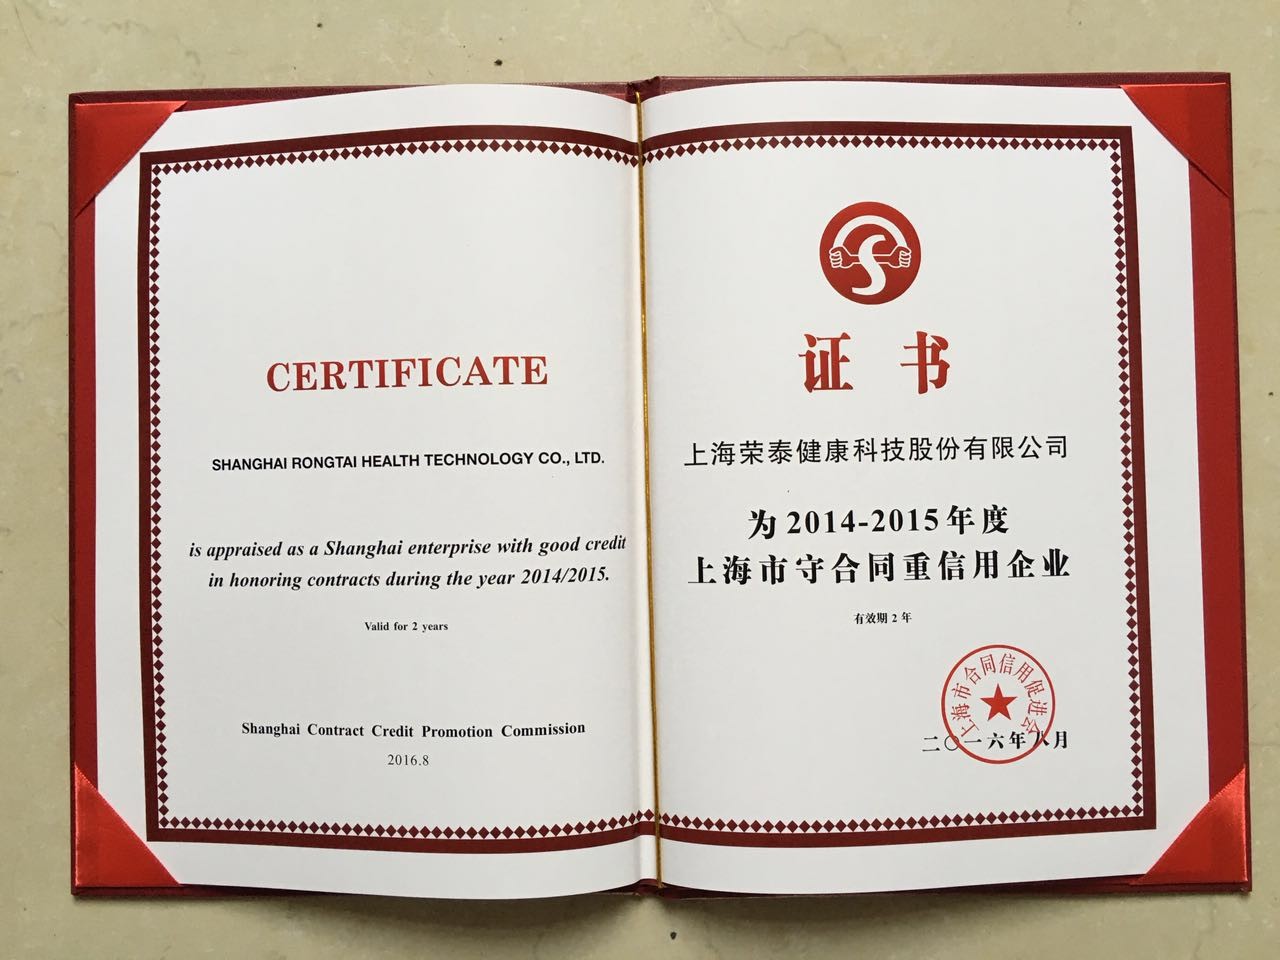 CERTIFICATE
SHANGHAI RONGTAI HEALTH TECHNOLOGY CO., LTD.
is appraised as a Shanghai enterprise with good credit
in honoring contracts during the year 2014/2015.
Valid for 2 years
Shanghai Contract Credit Promotion Commission
2016.8
证书
上海荣泰健康科技股份有限公司
为2014-2015年度
上海市守合同重信用企业
有效期2年
上海市合同信用促进会
二〇一六年八月